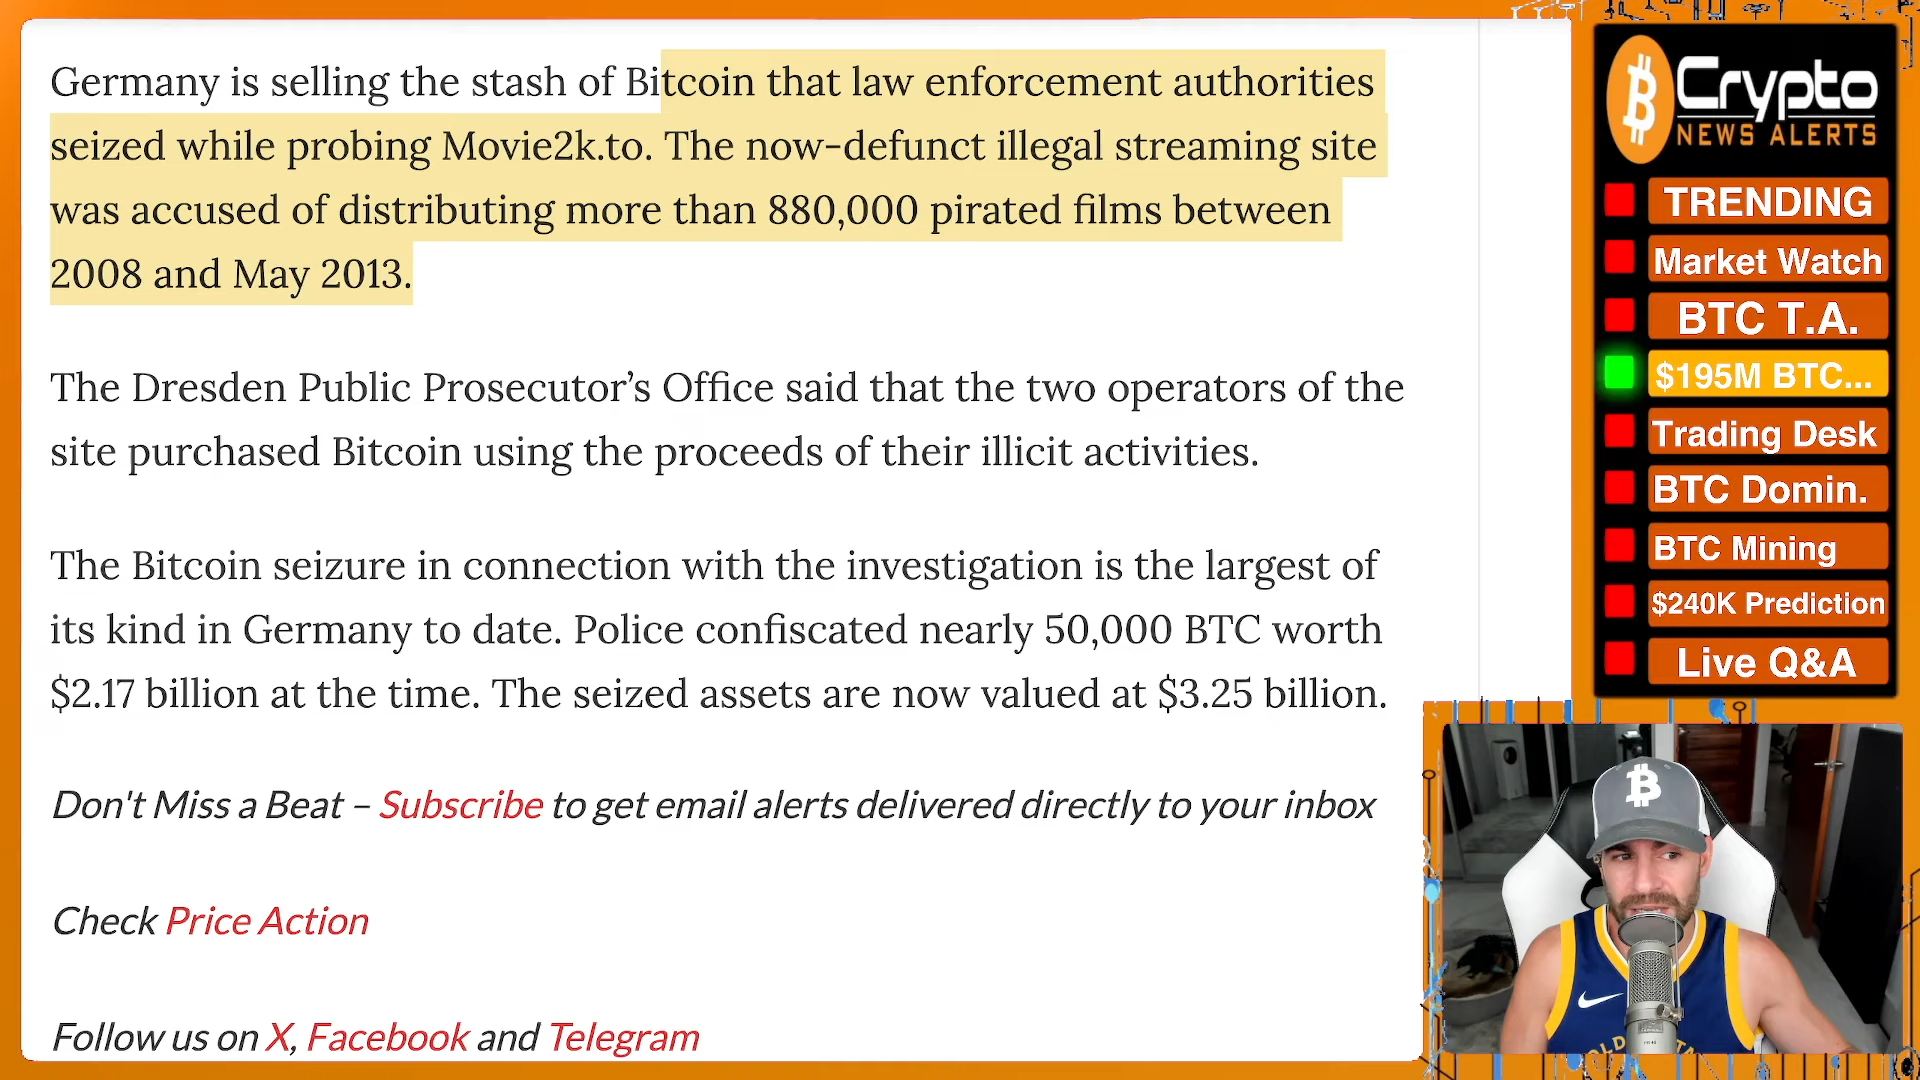 Germany is selling the stash of Bitcoin that law enforcement authorities
seized while probing Movie2k.to. The now-defunct illegal streaming site
was accused of distributing more than 880,000 pirated films between
2008 and May 2013.
The Dresden Public Prosecutor’s Office said that the two operators of the
site purchased Bitcoin using the proceeds of their illicit activities.
The Bitcoin seizure in connection with the investigation is the largest of
its kind in Germany to date. Police confiscated nearly 50,000 BTC worth
$2.17 billion at the time. The seized assets are now valued at $3.25 billion.
Don't Miss a Beat – Subscribe to get email alerts delivered directly to your inbox
Check Price Action
Follow us on X, Facebook and Telegram
Crypto
NEWS ALERTS
TRENDING
Market Watch
BTC T.A.
$195M BTC...
Trading Desk
BTC Domin.
BTC Mining
$240K Prediction
Live Q&A